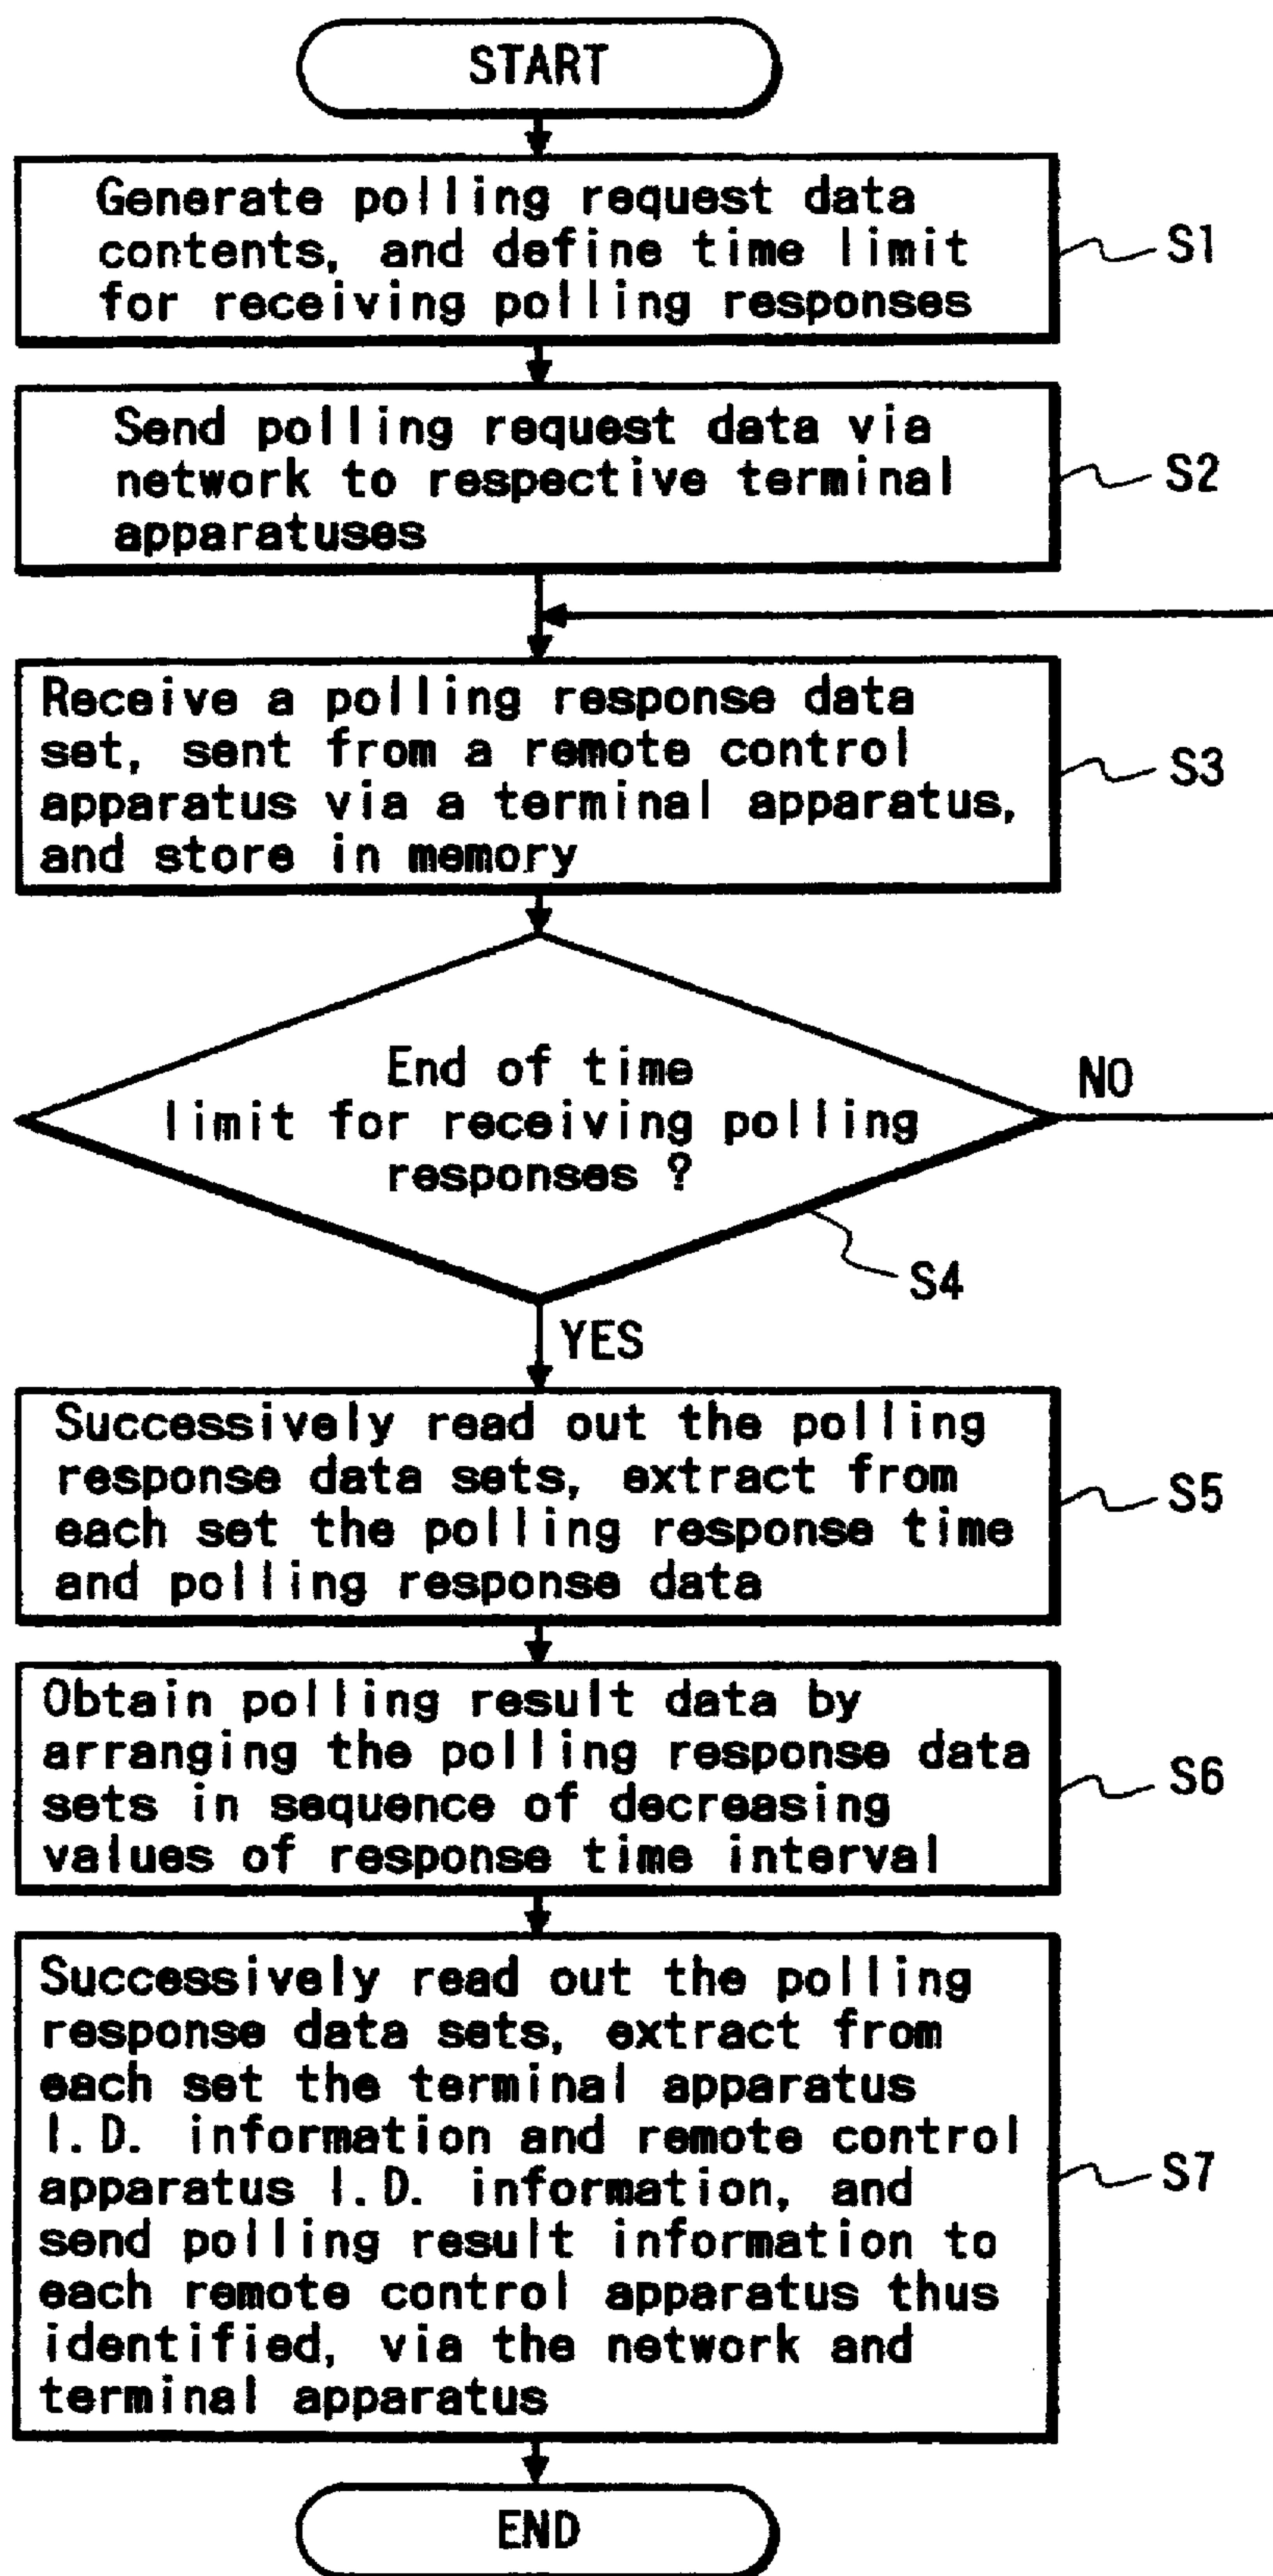 START
Generate polling request data
contents, and define time limit
for receiving polling responses
S1
Send polling request data via
network to respective terminal
apparatuses
S2
Receive a polling response data
set, sent from a remote control
apparatus via a terminal apparatus,
and store in memory
S3
End of time
limit for receiving polling
responses ?
NO
S4
YES
Successively read out the polling
response data sets, extract from
each set the polling response time
and polling response data
S5
Obtain polling result data by
arranging the polling response data
sets in sequence of decreasing
values of response time interval
S6
Successively read out the polling
response data sets, extract from
each set the terminal apparatus
I.D. information and remote control
apparatus I.D. information, and
send polling result information to
each remote control apparatus thus
identified, via the network and
terminal apparatus
S7
END